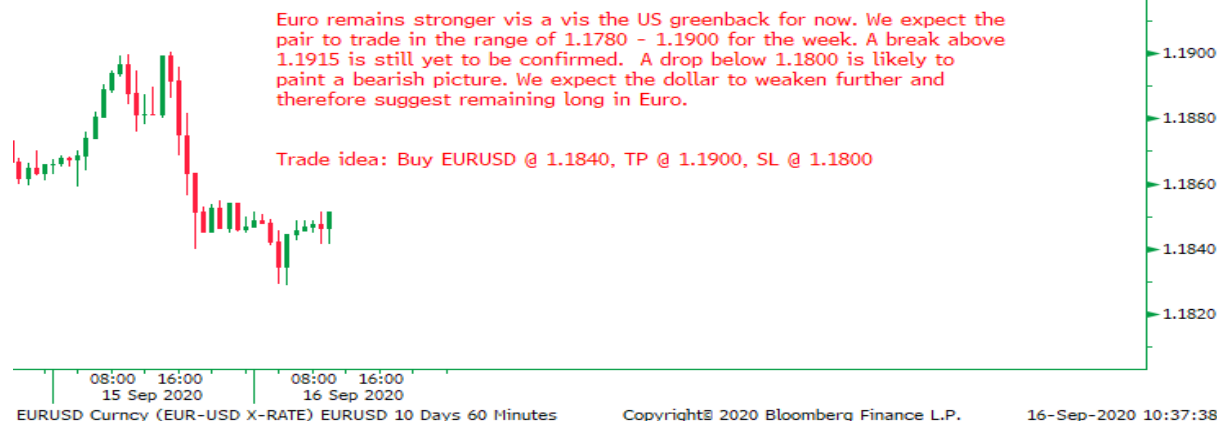 Euro remains stronger vis a vis the US greenback for now. We expect the
pair to trade in the range of 1.1780 - 1.1900 for the week. A break above
1.1915 is still yet to be confirmed.  A drop below 1.1800 is likely to
paint a bearish picture. We expect the dollar to weaken further and
therefore suggest remaining long in Euro.
Trade idea: Buy EURUSD @ 1.1840, TP @ 1.1900, SL @ 1.1800
1.1900
1.1880
1.1860
1.1840
1.1820
08:00 16:00 08:00 16:00
15 Sep 2020 16 Sep 2020
EURUSD Curncy (EUR-USD X-RATE) EURUSD 10 Days 60 Minutes Copyright 2020 Bloomberg Finance L.P. 16-Sep-2020 10:37:38